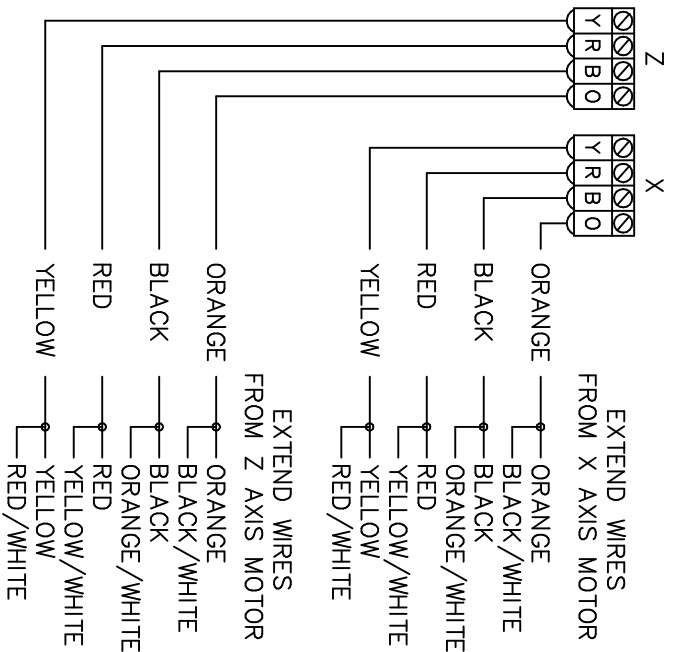 Z
X
Y R B O
Y R B O
EXTEND WIRES
FROM X AXIS MOTOR
ORANGE
ORANGE
BLACK/WHITE
BLACK
BLACK
ORANGE/WHITE
RED
RED
YELLOW/WHITE
YELLOW
YELLOW
RED/WHITE
EXTEND WIRES
FROM Z AXIS MOTOR
ORANGE
ORANGE
BLACK/WHITE
BLACK
BLACK
ORANGE/WHITE
RED
RED
YELLOW/WHITE
YELLOW
YELLOW
RED/WHITE